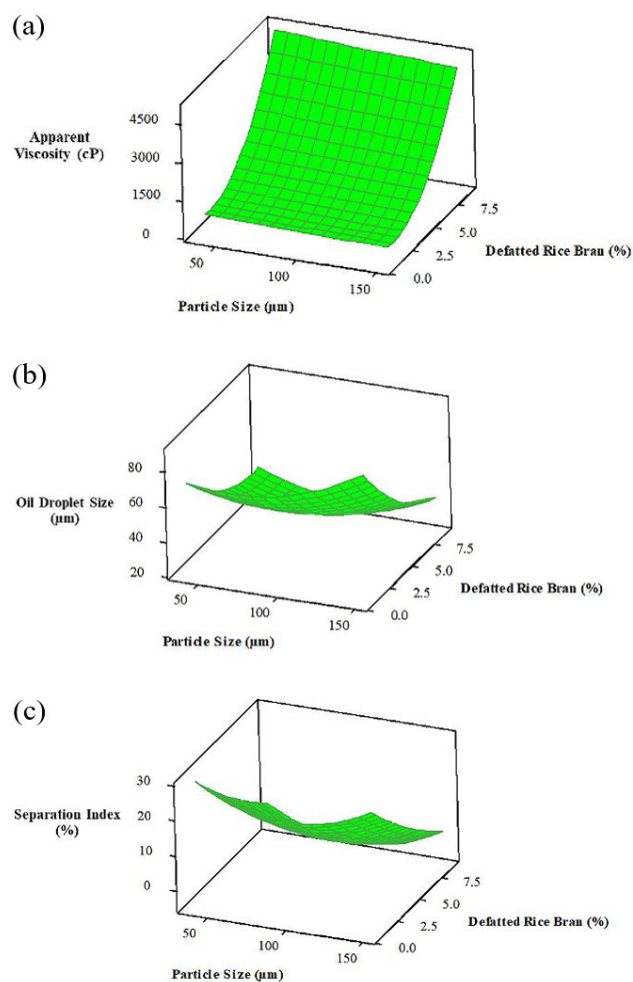 (a)
4500
Apparent
Viscosity (cP)
3000
1500
0
7.5
5.0
2.5
0.0
Defatted Rice Bran (%)
50
100
150
Particle Size (µm)
(b)
80
Oil Droplet Size
(µm)
60
40
20
7.5
5.0
2.5
0.0
Defatted Rice Bran (%)
50
100
150
Particle Size (µm)
(c)
30
Separation Index
(%)
20
10
0
7.5
5.0
2.5
0.0
Defatted Rice Bran (%)
50
100
150
Particle Size (µm)